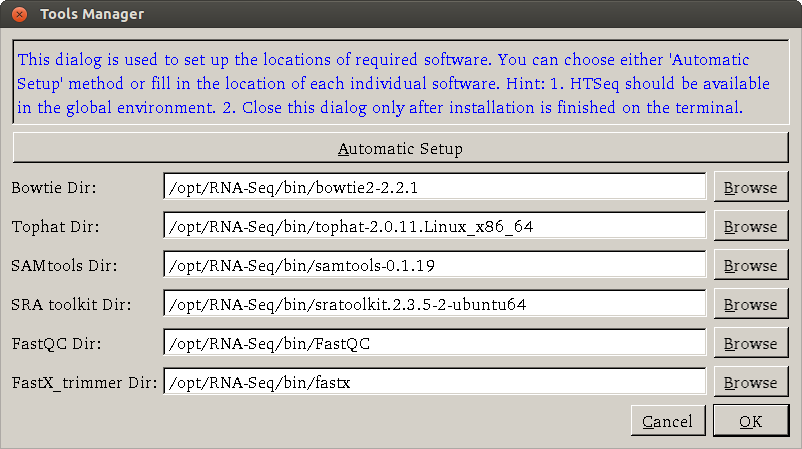 Tools Manager
This dialog is used to set up the locations of required software. You can choose either 'Automatic
Setup' method or fill in the location of each individual software. Hint: 1. HTSeq should be available
in the global environment. 2. Close this dialog only after installation is finished on the terminal.
Automatic Setup
Bowtie Dir: /opt/RNA-Seq/bin/bowtie2-2.2.1 Browse
Tophat Dir: /opt/RNA-Seq/bin/tophat-2.0.11.Linux_x86_64 Browse
SAMtools Dir: /opt/RNA-Seq/bin/samtools-0.1.19 Browse
SRA toolkit Dir: /opt/RNA-Seq/bin/sratoolkit.2.3.5-2-ubuntu64 Browse
FastQC Dir: /opt/RNA-Seq/bin/FastQC Browse
FastX_trimmer Dir: /opt/RNA-Seq/bin/fastx Browse
Cancel OK